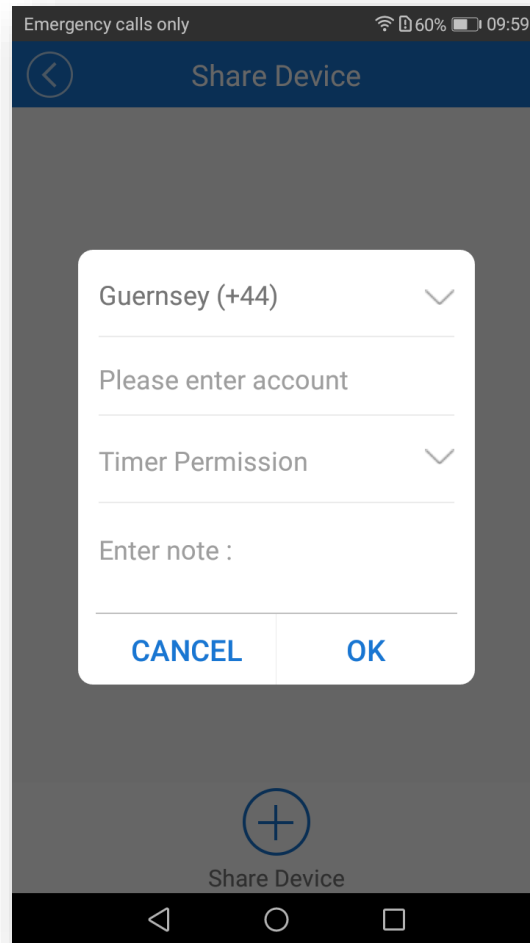 Emergency calls only 60% 09:59
Share Device
Guernsey (+44)
Please enter account
Timer Permission
Enter note :
CANCEL OK
Share Device